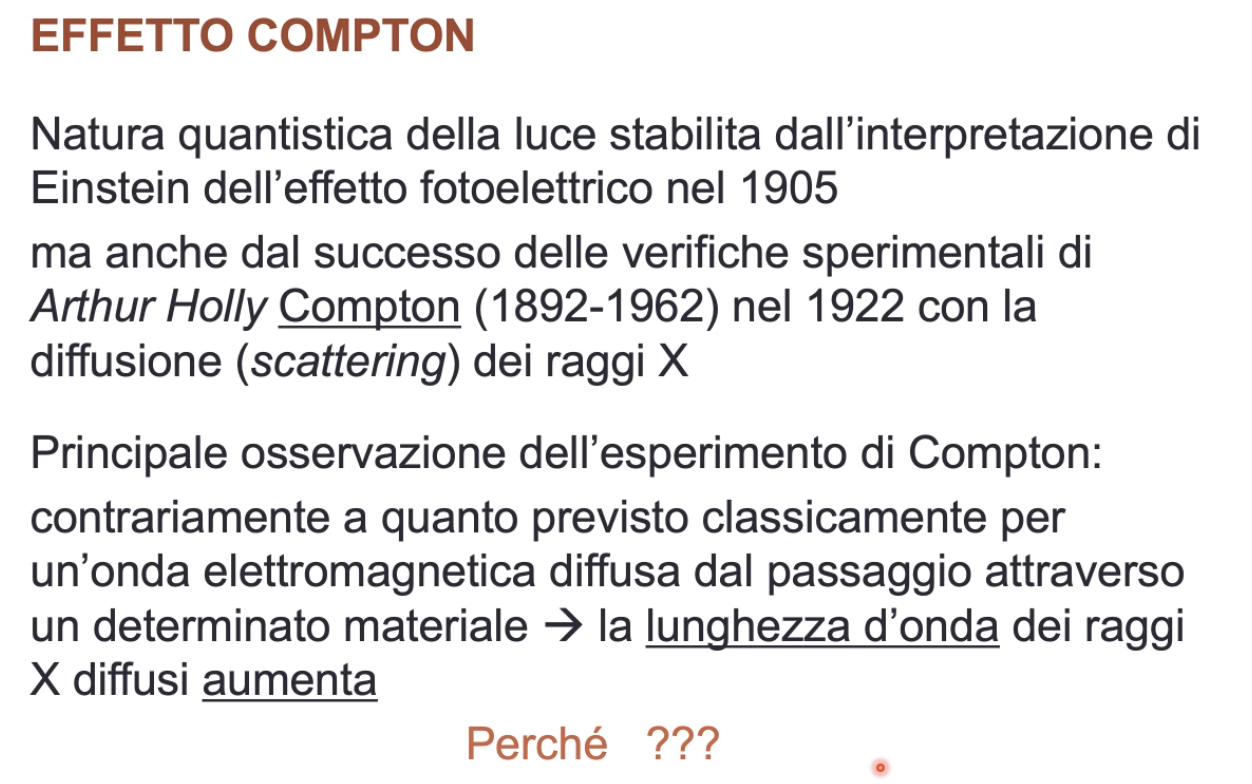 EFFETTO COMPTON
Natura quantistica della luce stabilita dall’interpretazione di
Einstein dell’effetto fotoelettrico nel 1905
ma anche dal successo delle verifiche sperimentali di
Arthur Holly Compton (1892-1962) nel 1922 con la
diffusione (scattering) dei raggi X
Principale osservazione dell’esperimento di Compton:
contrariamente a quanto previsto classicamente per
un’onda elettromagnetica diffusa dal passaggio attraverso
un determinato materiale → la lunghezza d’onda dei raggi
X diffusi aumenta
Perché ???